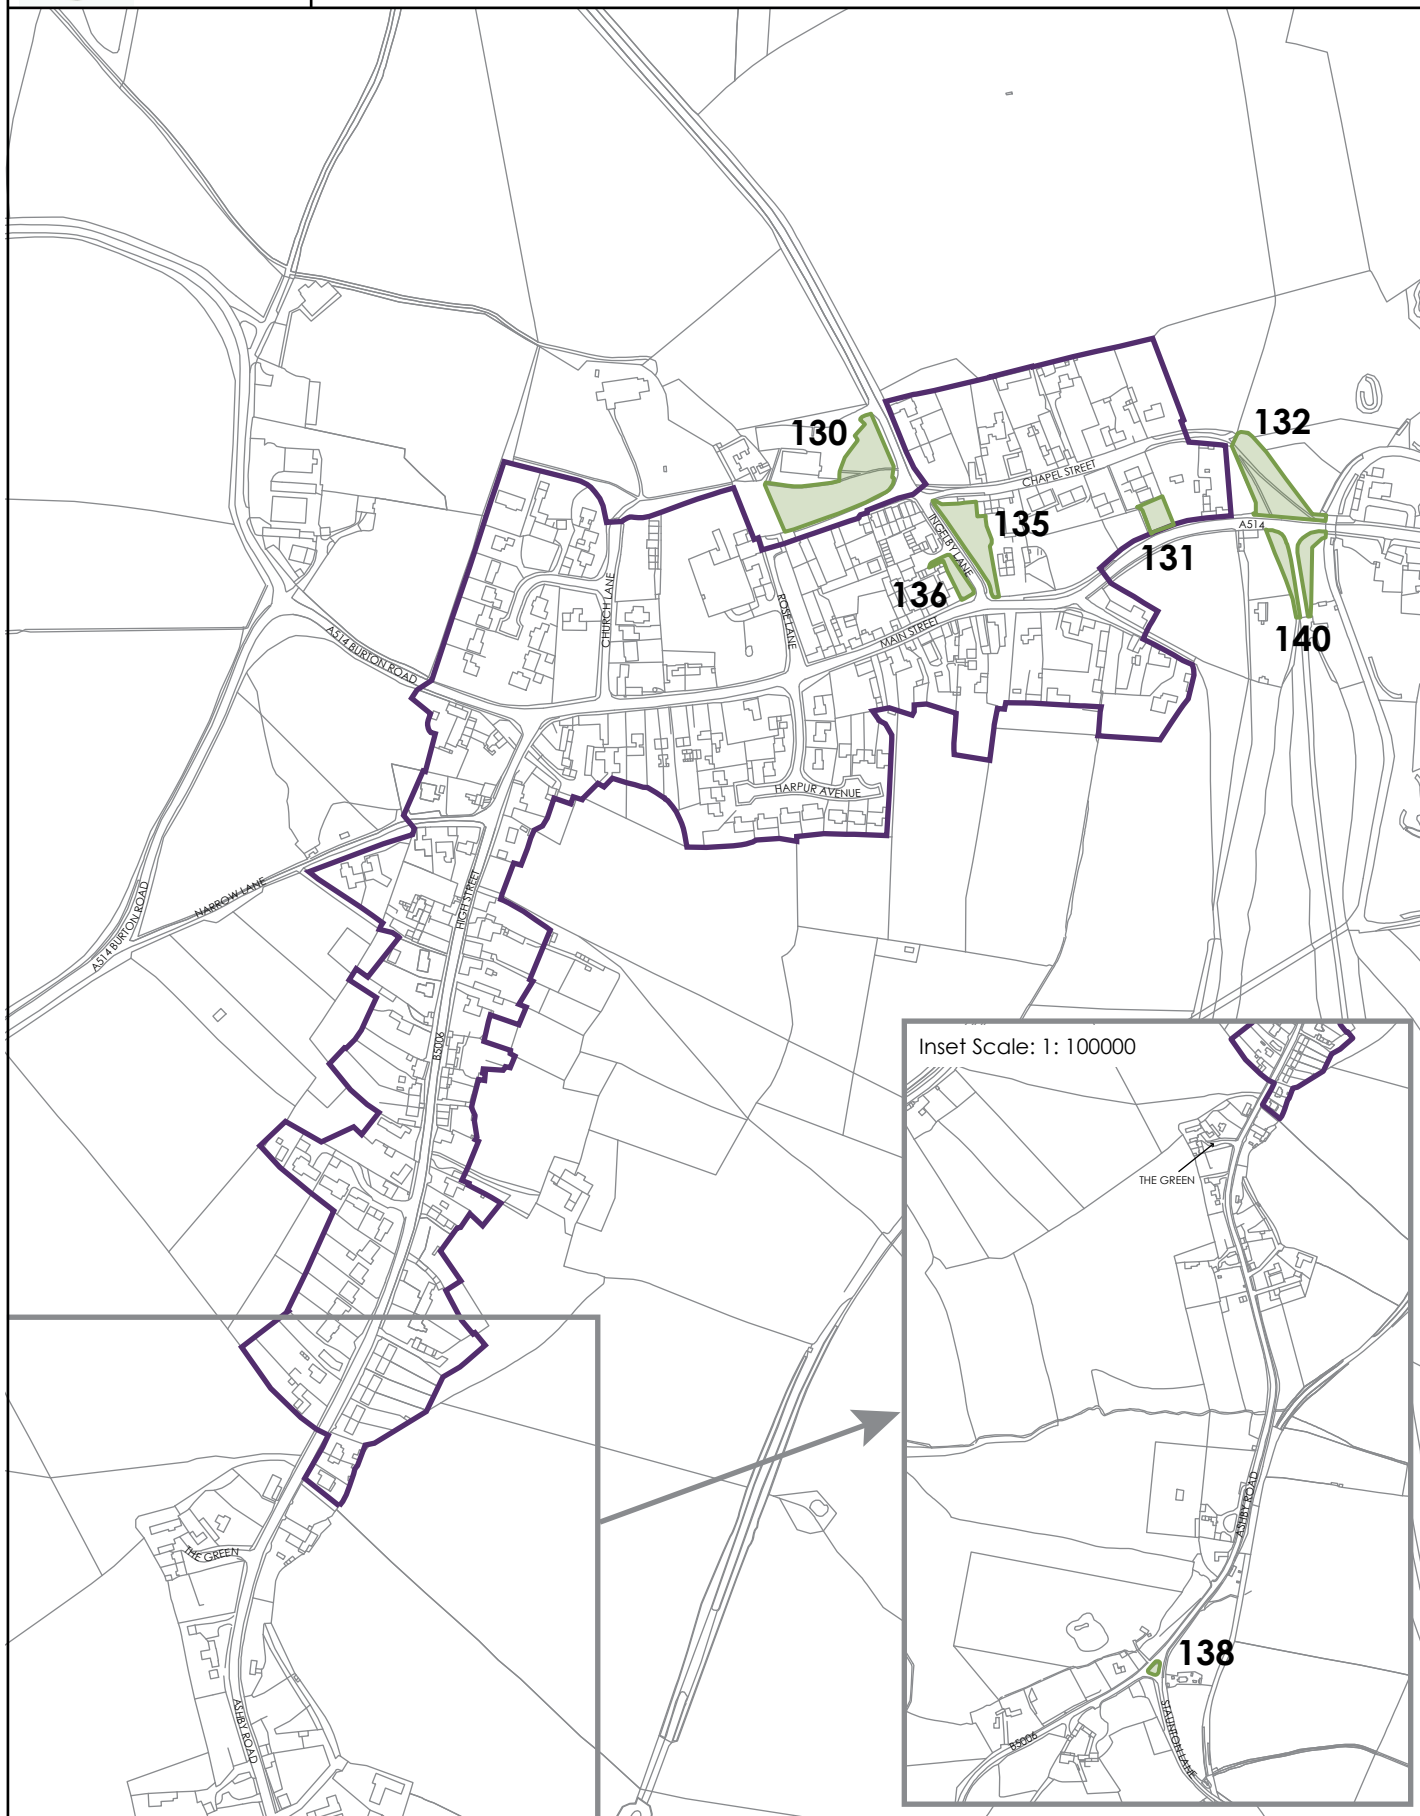 130
132
CHAPEL STREET
135
A514
INGELBY LANE
131
136
CHURCH LANE
ROSE LANE
MAIN STREET
140
A514 BURTON ROAD
HARPUR AVENUE
HIGH STREET
NARROW LANE
A514 BURTON ROAD
B5006
Inset Scale: 1: 100000
THE GREEN
ASHBY ROAD
138
STAUNTON LANE
B5006
THE GREEN
ASHBY ROAD